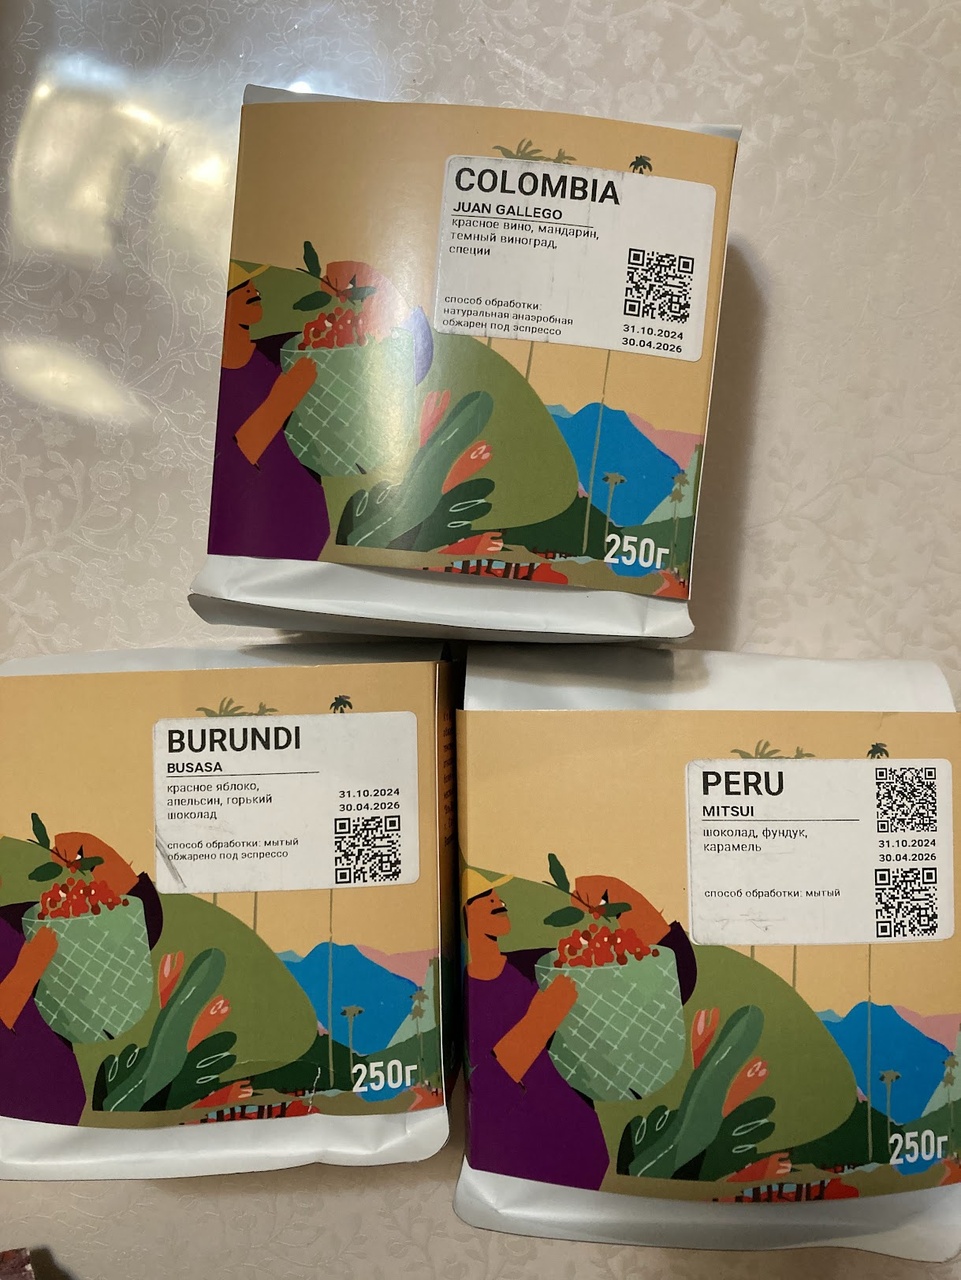 COLOMBIA
JUAN GALLEGO
красное вино, мандарин,
темный виноград,
специи
способ обработки:
натуральная анаэробная
обжарен под эспрессо
31.10.2024
30.04.2026
250г
BURUNDI
BUSASA
красное яблоко,
апельсин, горький
шоколад
31.10.2024
30.04.2026
способ обработки: мытый
обжарено под эспрессо
250г
PERU
MITSUI
шоколад, фундук,
карамель
31.10.2024
30.04.2026
способ обработки: мытый
250г